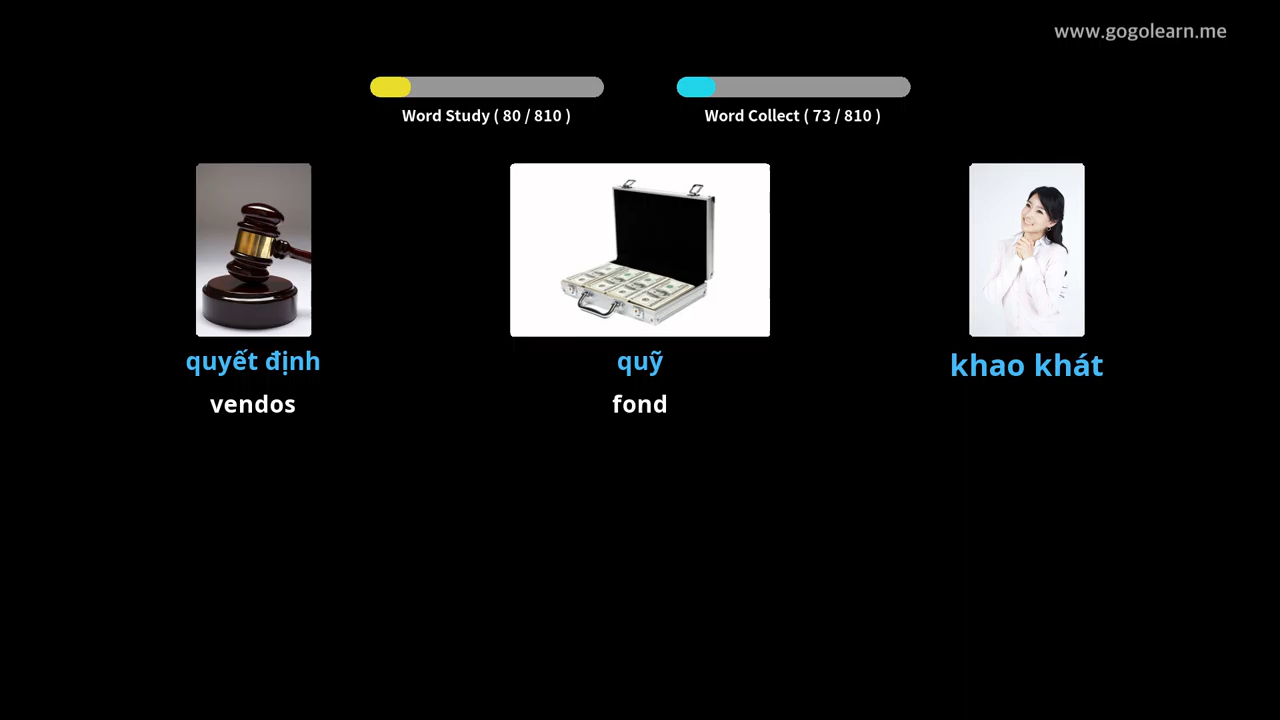 www.gogolearn.me
Word Study ( 80 / 810 )
Word Collect ( 73 / 810 )
quyết định
vendos
quỹ
fond
khao khát